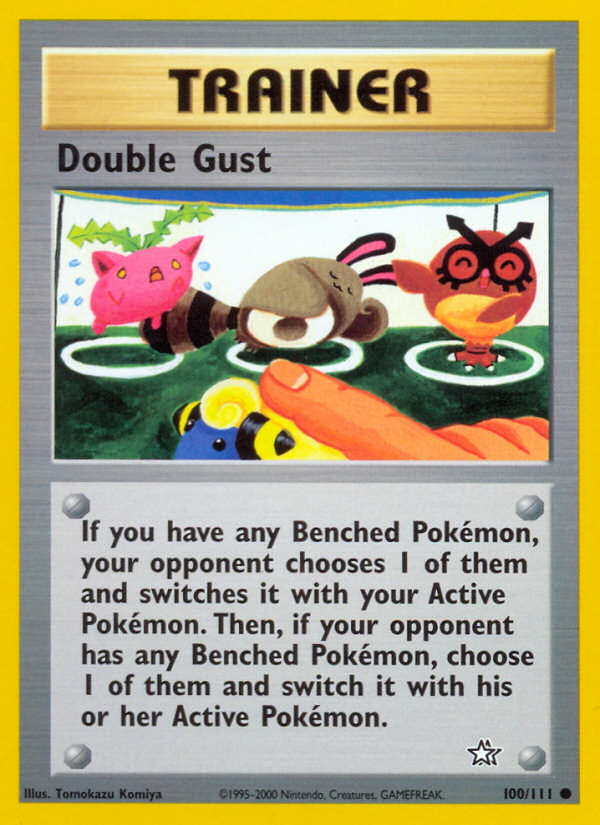 TRAINER
Double Gust
If you have any Benched Pokémon,
your opponent chooses 1 of them
and switches it with your Active
Pokémon. Then, if your opponent
has any Benched Pokémon, choose
1 of them and switch it with his
or her Active Pokémon.
Illus. Tomokazu Komiya ©1995–2000 Nintendo, Creatures, GAMEFREAK. 100/111